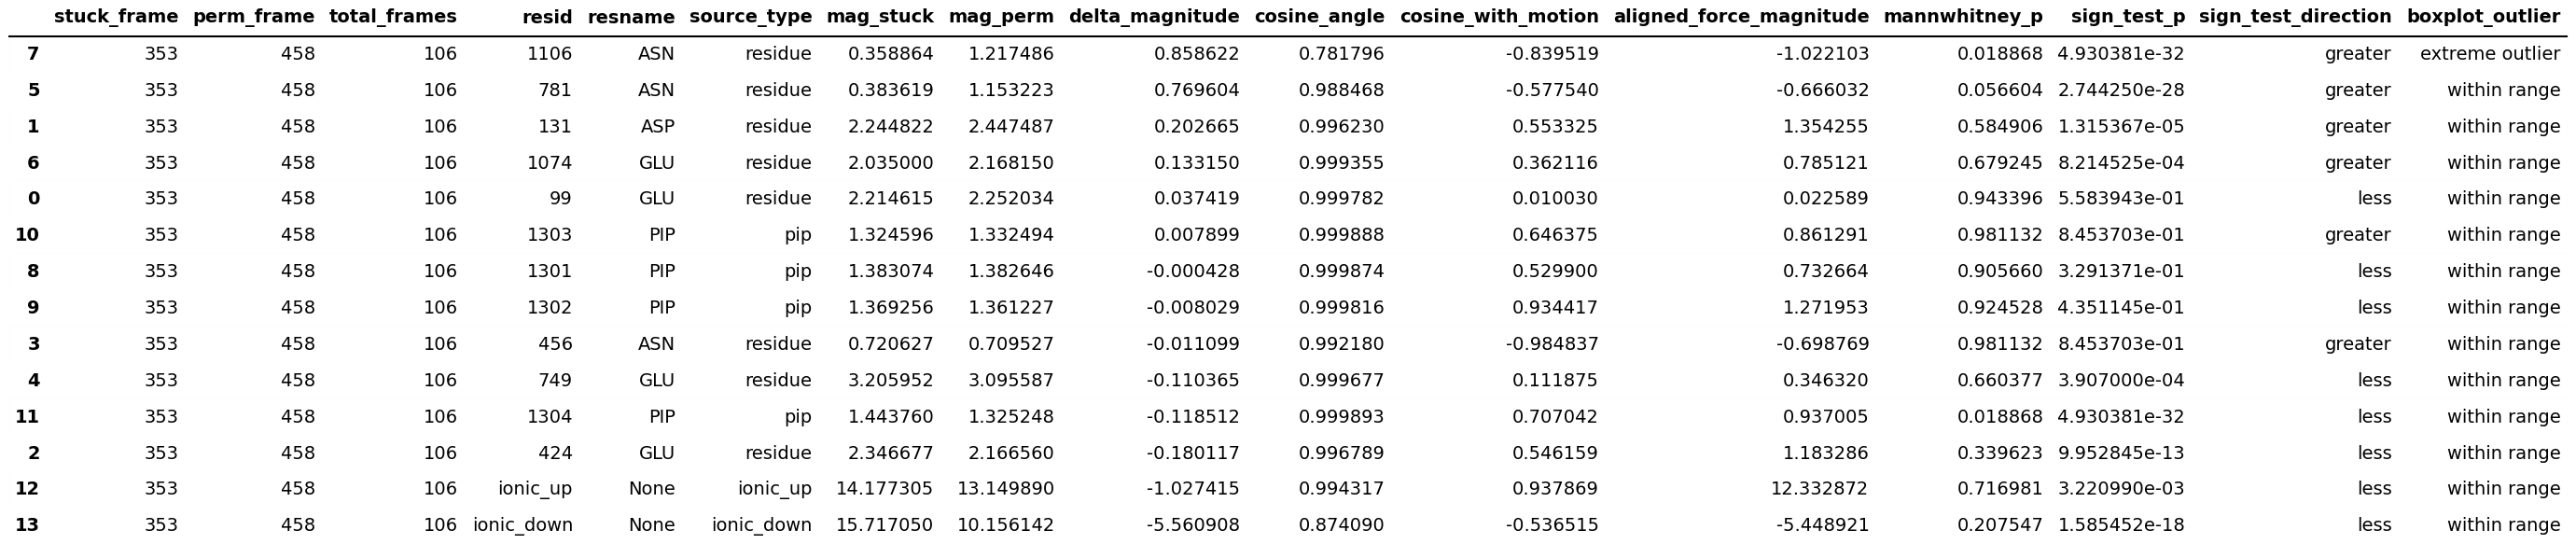 stuck_frame perm_frame total_frames resid resname source_type mag_stuck mag_perm delta_magnitude cosine_angle cosine_with_motion aligned_force_magnitude mannwhitney_p sign_test_p sign_test_direction boxplot_outlier
7 353 458 106 1106 ASN residue 0.358864 1.217486 0.858622 0.781796 -0.839519 -1.022103 0.018868 4.930381e-32 greater extreme outlier
5 353 458 106 781 ASN residue 0.383619 1.153223 0.769604 0.988468 -0.577540 -0.666032 0.056604 2.744250e-28 greater within range
1 353 458 106 131 ASP residue 2.244822 2.447487 0.202665 0.996230 0.553325 1.354255 0.584906 1.315367e-05 greater within range
6 353 458 106 1074 GLU residue 2.035000 2.168150 0.133150 0.999355 0.362116 0.785121 0.679245 8.214525e-04 greater within range
0 353 458 106 99 GLU residue 2.214615 2.252034 0.037419 0.999782 0.010030 0.022589 0.943396 5.583943e-01 less within range
10 353 458 106 1303 PIP pip 1.324596 1.332494 0.007899 0.999888 0.646375 0.861291 0.981132 8.453703e-01 greater within range
8 353 458 106 1301 PIP pip 1.383074 1.382646 -0.000428 0.999874 0.529900 0.732664 0.905660 3.291371e-01 less within range
9 353 458 106 1302 PIP pip 1.369256 1.361227 -0.008029 0.999816 0.934417 1.271953 0.924528 4.351145e-01 less within range
3 353 458 106 456 ASN residue 0.720627 0.709527 -0.011099 0.992180 -0.984837 -0.698769 0.981132 8.453703e-01 greater within range
4 353 458 106 749 GLU residue 3.205952 3.095587 -0.110365 0.999677 0.111875 0.346320 0.660377 3.907000e-04 less within range
11 353 458 106 1304 PIP pip 1.443760 1.325248 -0.118512 0.999893 0.707042 0.937005 0.018868 4.930381e-32 less within range
2 353 458 106 424 GLU residue 2.346677 2.166560 -0.180117 0.996789 0.546159 1.183286 0.339623 9.952845e-13 less within range
12 353 458 106 ionic_up None ionic_up 14.177305 13.149890 -1.027415 0.994317 0.937869 12.332872 0.716981 3.220990e-03 less within range
13 353 458 106 ionic_down None ionic_down 15.717050 10.156142 -5.560908 0.874090 -0.536515 -5.448921 0.207547 1.585452e-18 less within range